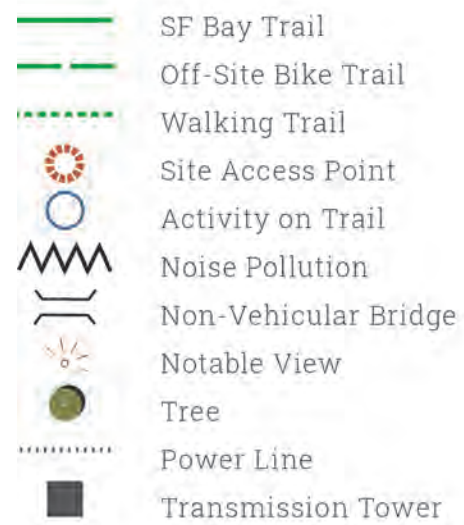 SF Bay Trail
Off-Site Bike Trail
Walking Trail
Site Access Point
Activity on Trail
Noise Pollution
Non-Vehicular Bridge
Notable View
Tree
Power Line
Transmission Tower